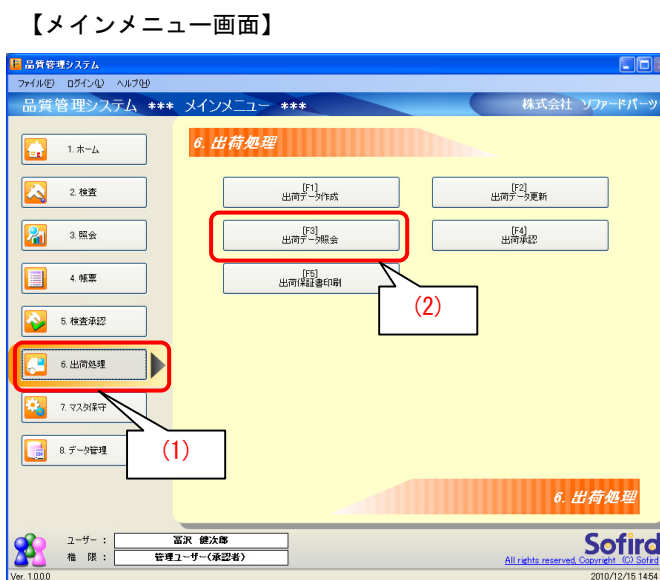 【メインメニュー画面】
品質管理システム
ファイル(F) ログイン(L) ヘルプ(H)
品質管理システム *** メインメニュー ***
株式会社 ソファードパーツ
1. ホーム
2. 検査
3. 照会
4. 帳票
5. 検査承認
6. 出荷処理
7. マスタ保守
8. データ管理
6. 出荷処理
[F1]
出荷データ作成
[F2]
出荷データ更新
[F3]
出荷データ照会
[F4]
出荷承認
[F5]
出荷保証書印刷
(2)
(1)
6. 出荷処理
ユーザー :
冨沢 健次郎
権 限 :
管理ユーザー(承認者)
Sofird
All rights reserved, Copyright (C) Sofird
Ver. 1.0.0.0
2010/12/15 14:54